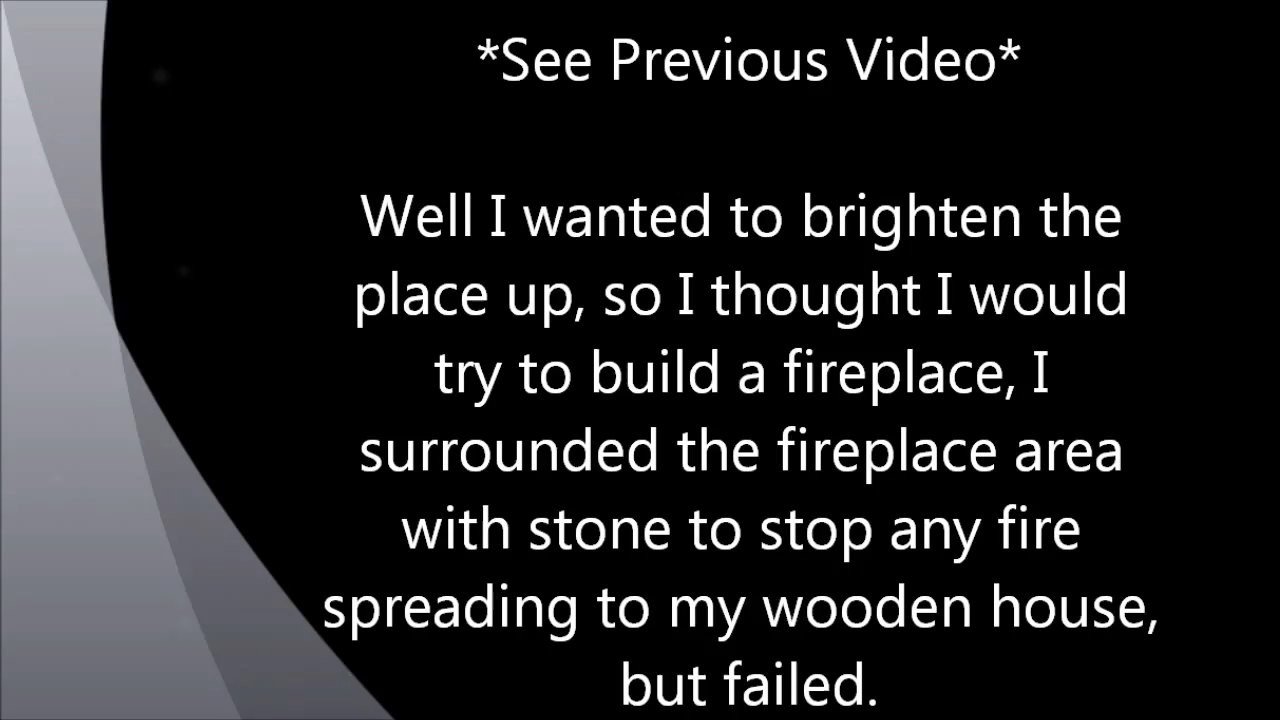 *See Previous Video*
Well I wanted to brighten the
place up, so I thought I would
try to build a fireplace, I
surrounded the fireplace area
with stone to stop any fire
spreading to my wooden house,
but failed.